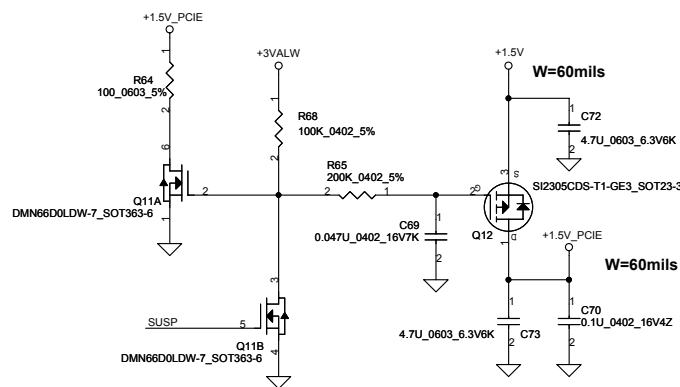 +1.5V_PCIE
1
R64
100_0603_5%
2
6
2
Q11A
DMN66D0LDW-7_SOT363-6
1
+3VALW
1
R68
100K_0402_5%
2
R65
200K_0402_5%
2
1
1
C69
0.047U_0402_16V7K
2
3
SUSP
5
Q11B
DMN66D0LDW-7_SOT363-6
4
+1.5V
W=60mils
1
C72
4.7U_0603_6.3V6K
2
3
S
2
G
SI2305CDS-T1-GE3_SOT23-3
Q12
D
1
+1.5V_PCIE
W=60mils
1
4.7U_0603_6.3V6K
2
C73
1
C70
0.1U_0402_16V4Z
2